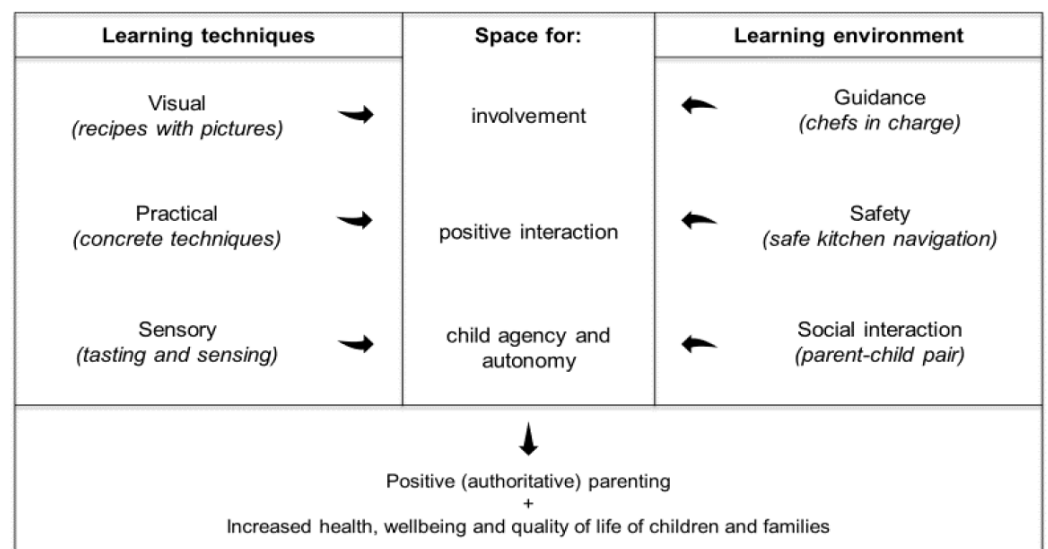 Learning techniques
Space for:
Learning environment
Visual
(recipes with pictures)
involvement
Guidance
(chefs in charge)
Practical
(concrete techniques)
positive interaction
Safety
(safe kitchen navigation)
Sensory
(tasting and sensing)
child agency and
autonomy
Social interaction
(parent-child pair)
Positive (authoritative) parenting
+
Increased health, wellbeing and quality of life of children and families